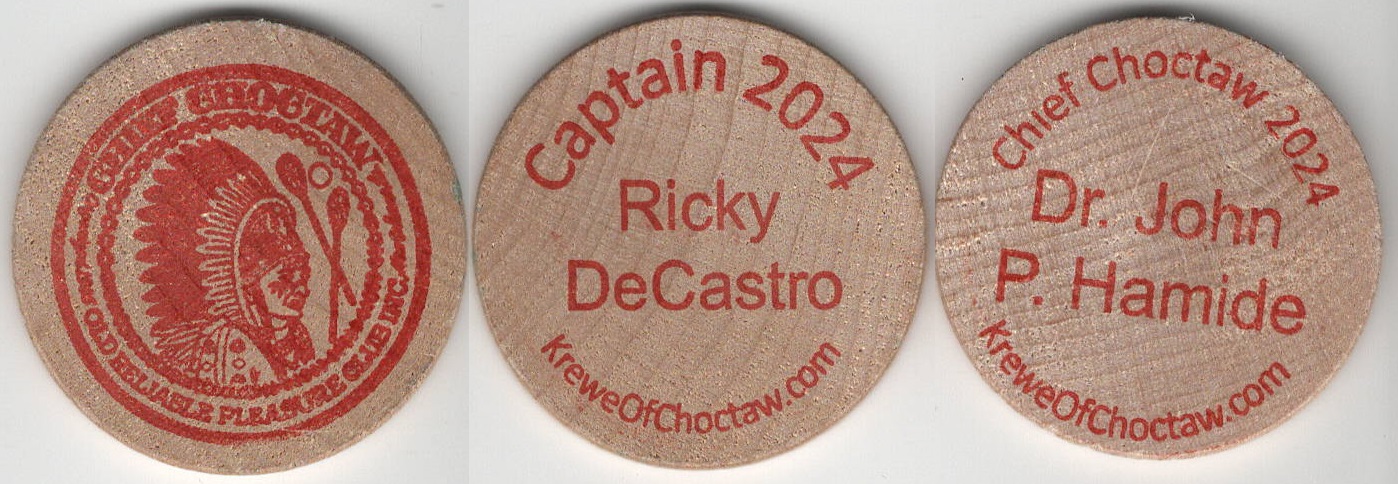 CHIEF CHOCTAW
OLD RELIABLE PLEASURE CLUB INC.
Captain 2024
Ricky
DeCastro
KreweOfChoctaw.com
Chief Choctaw 2024
Dr. John
P. Hamide
KreweOfChoctaw.com